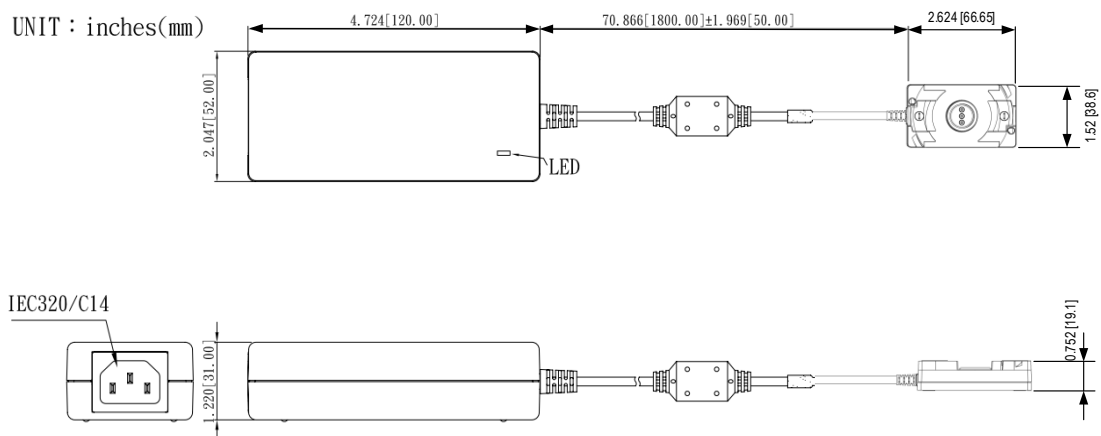 UNIT：inches(mm)
4.724[120.00]
70.866[1800.00]±1.969[50.00]
2.624 [66.65]
2.047[52.00]
1.52 [38.6]
LED
IEC320/C14
1.220[31.00]
0.752 [19.1]